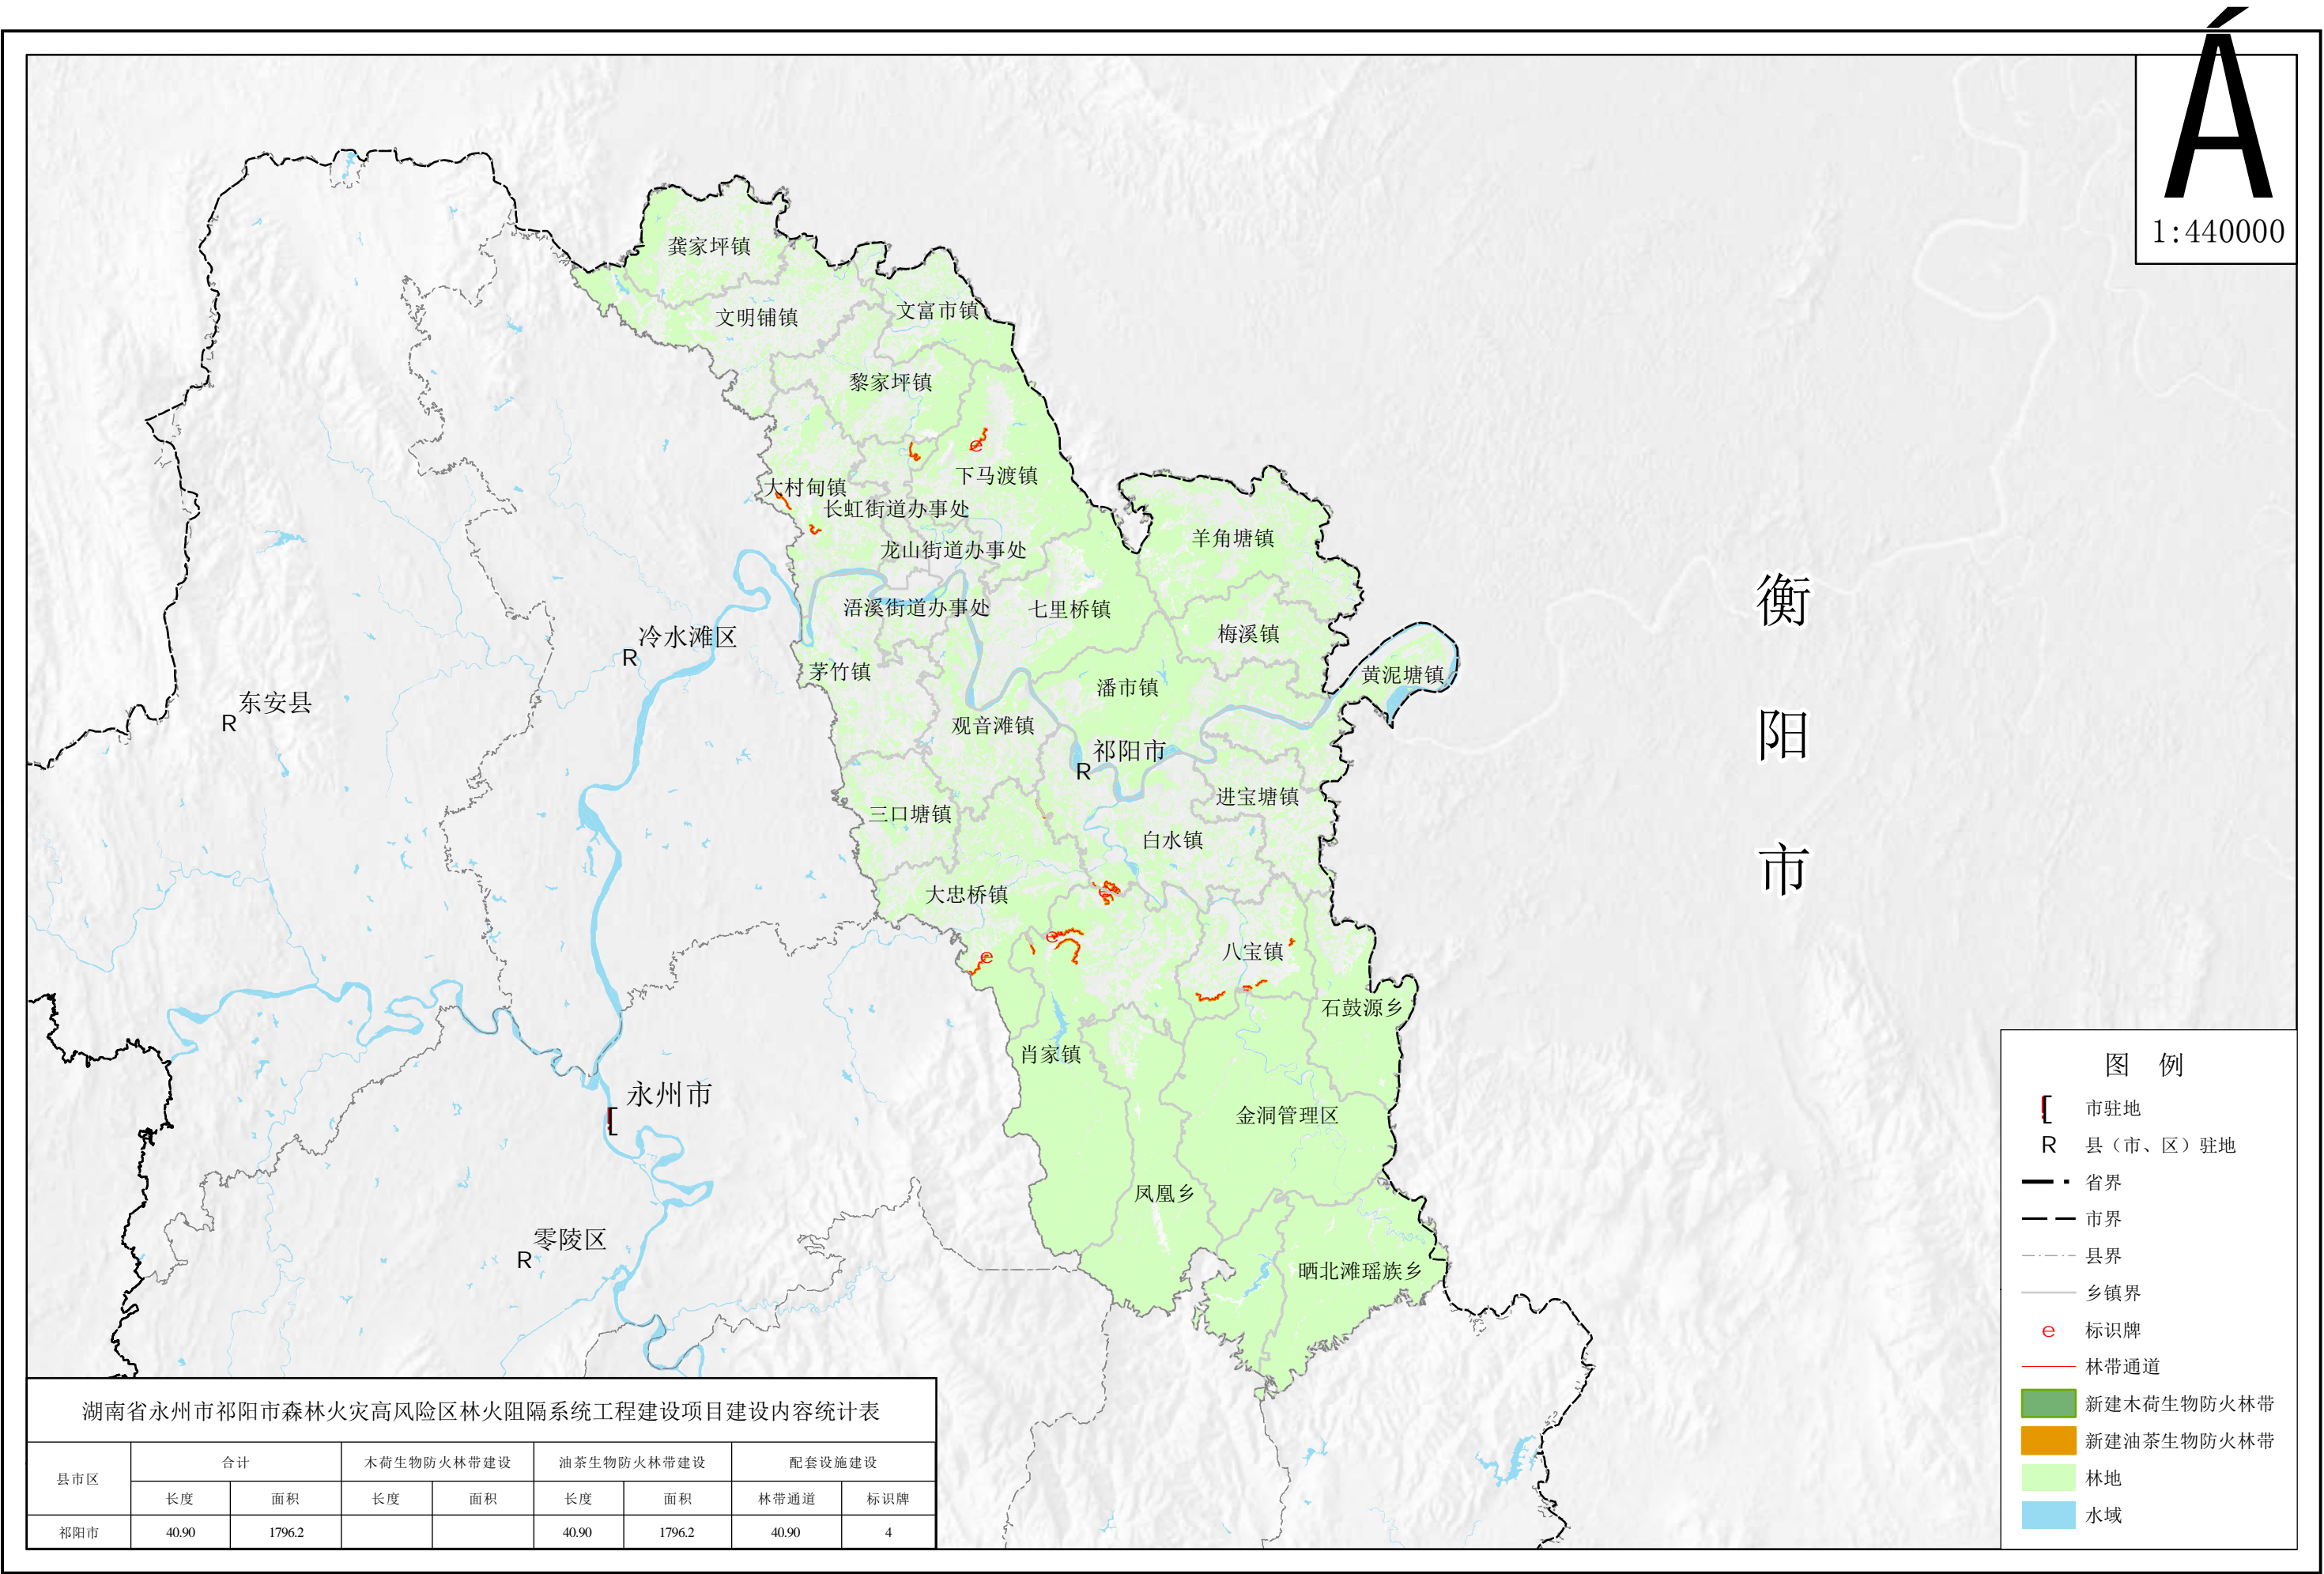 Á
1:440000
龚家坪镇
文明铺镇
文富市镇
黎家坪镇
下马渡镇
大村甸镇
长虹街道办事处
羊角塘镇
龙山街道办事处
浯溪街道办事处
七里桥镇
衡
阳
市
冷水滩区
R
梅溪镇
茅竹镇
黄泥塘镇
潘市镇
东安县
R
观音滩镇
祁阳市
R
进宝塘镇
三口塘镇
白水镇
大忠桥镇
e
e
e
e
八宝镇
石鼓源乡
肖家镇
永州市
[
金洞管理区
凤凰乡
零陵区
R
晒北滩瑶族乡
图 例
[ 市驻地
R 县（市、区）驻地
省界
市界
县界
乡镇界
e 标识牌
林带通道
新建木荷生物防火林带
新建油茶生物防火林带
林地
水域
湖南省永州市祁阳市森林火灾高风险区林火阻隔系统工程建设项目建设内容统计表
县市区 合计 木荷生物防火林带建设 油茶生物防火林带建设 配套设施建设
长度 面积 长度 面积 长度 面积 林带通道 标识牌
祁阳市 40.90 1796.2 40.90 1796.2 40.90 4